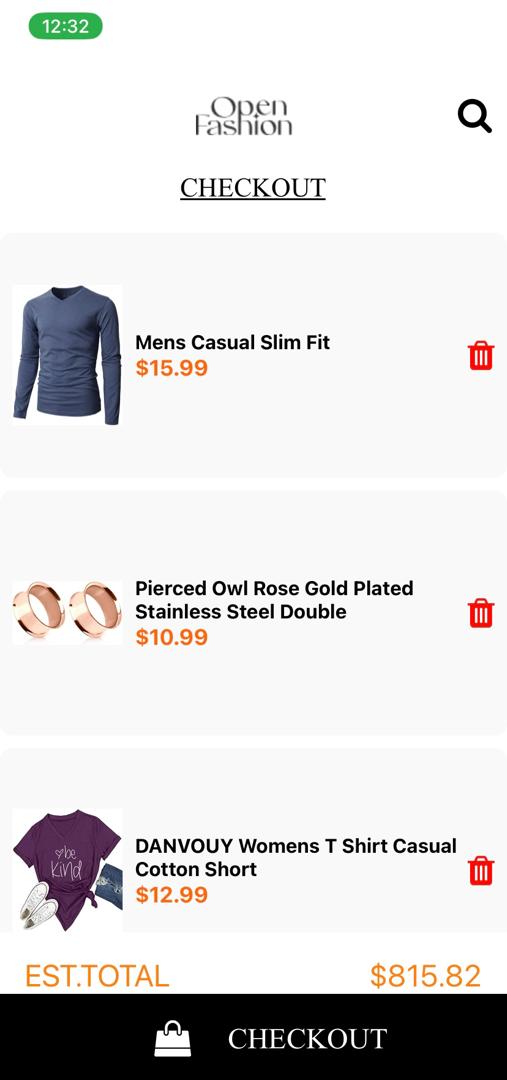 12:32
Open
Fashion
CHECKOUT
Mens Casual Slim Fit
$15.99
Pierced Owl Rose Gold Plated
Stainless Steel Double
$10.99
be
kind
DANVOUY Womens T Shirt Casual
Cotton Short
$12.99
EST.TOTAL $815.82
CHECKOUT